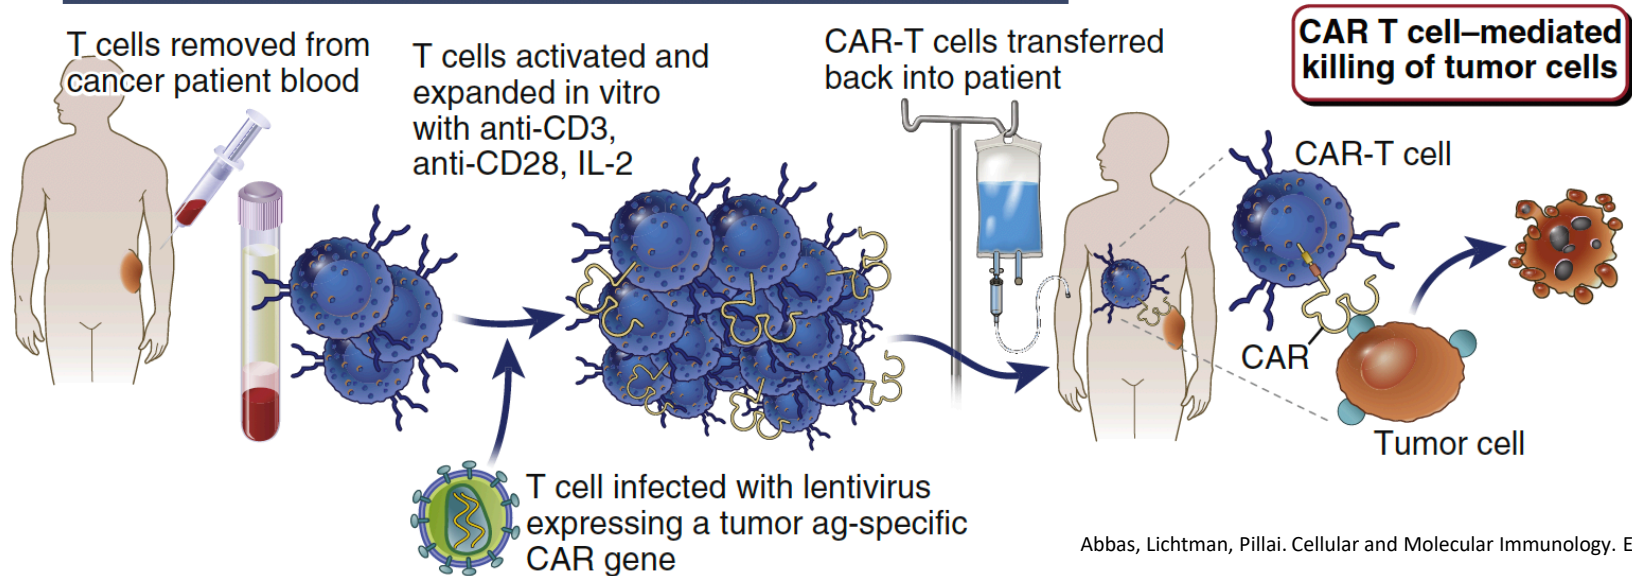 T cells removed from
cancer patient blood
T cells activated and
expanded in vitro
with anti-CD3,
anti-CD28, IL-2
T cell infected with lentivirus
expressing a tumor ag-specific
CAR gene
CAR-T cells transferred
back into patient
CAR T cell–mediated
killing of tumor cells
CAR-T cell
CAR
Tumor cell
Abbas, Lichtman, Pillai. Cellular and Molecular Immunology. E